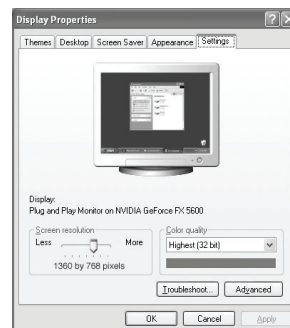 Display Properties
Themes Desktop Screen Saver Appearance Settings
Display:
Plug and Play Monitor on NVIDIA GeForce FX 5600
Screen resolution
Less More
1360 by 768 pixels
Color quality
Highest (32 bit)
Troubleshoot... Advanced
OK Cancel Apply